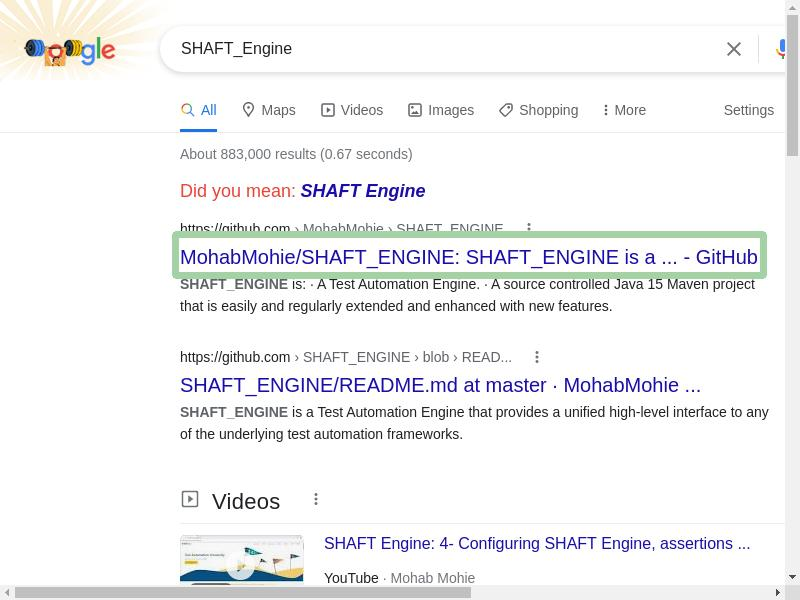 Google
SHAFT_Engine
All Maps Videos Images Shopping More Settings
About 883,000 results (0.67 seconds)
Did you mean: SHAFT Engine
https://github.com › MohabMohie › SHAFT_ENGINE
MohabMohie/SHAFT_ENGINE: SHAFT_ENGINE is a ... - GitHub
SHAFT_ENGINE is: · A Test Automation Engine. · A source controlled Java 15 Maven project
that is easily and regularly extended and enhanced with new features.
https://github.com › SHAFT_ENGINE › blob › READ...
SHAFT_ENGINE/README.md at master · MohabMohie ...
SHAFT_ENGINE is a Test Automation Engine that provides a unified high-level interface to any
of the underlying test automation frameworks.
Videos
SHAFT Engine: 4- Configuring SHAFT Engine, assertions ...
YouTube · Mohab Mohie